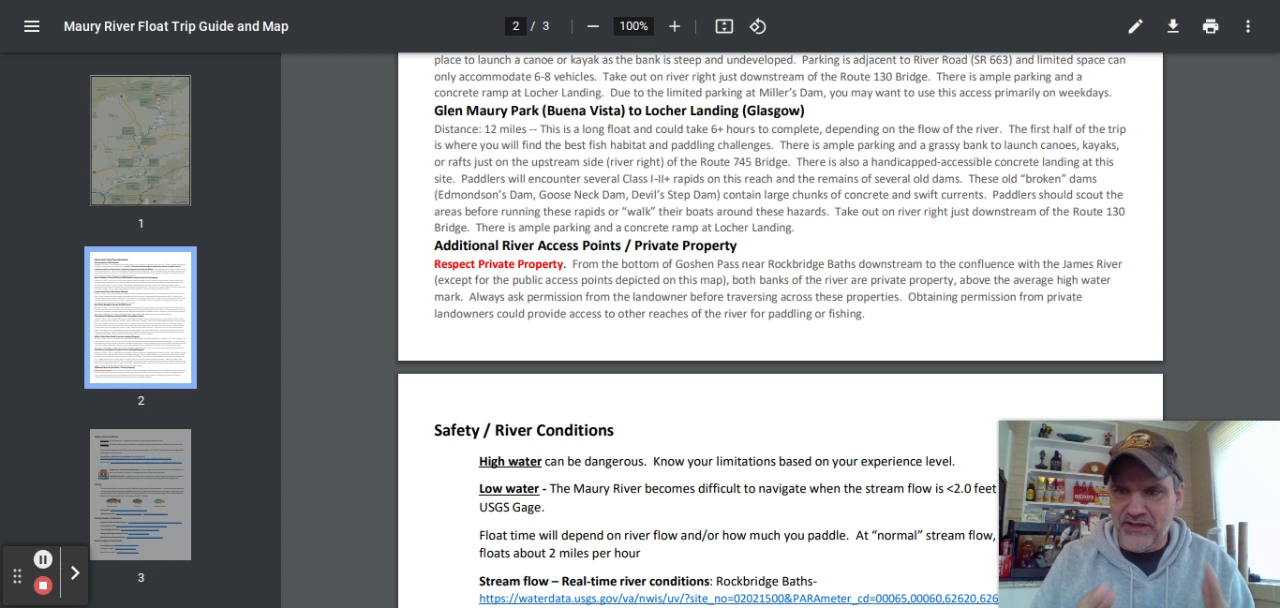 Maury River Float Trip Guide and Map
2 / 3
100%
place to launch a canoe or kayak as the bank is steep and undeveloped. Parking is adjacent to River Road (SR 663) and limited space can
only accommodate 6-8 vehicles. Take out on river right just downstream of the Route 130 Bridge. There is ample parking and a
concrete ramp at Locher Landing. Due to the limited parking at Miller's Dam, you may want to use this access primarily on weekdays.
Glen Maury Park (Buena Vista) to Locher Landing (Glasgow)
Distance: 12 miles -- This is a long float and could take 6+ hours to complete, depending on the flow of the river. The first half of the trip
is where you will find the best fish habitat and paddling challenges. There is ample parking and a grassy bank to launch canoes, kayaks,
or rafts just on the upstream side (river right) of the Route 745 Bridge. There is also a handicapped-accessible concrete landing at this
site. Paddlers will encounter several Class I-II+ rapids on this reach and the remains of several old dams. These old “broken” dams
(Edmondson's Dam, Goose Neck Dam, Devil's Step Dam) contain large chunks of concrete and swift currents. Paddlers should scout the
areas before running these rapids or “walk” their boats around these hazards. Take out on river right just downstream of the Route 130
Bridge. There is ample parking and a concrete ramp at Locher Landing.
Additional River Access Points / Private Property
Respect Private Property. From the bottom of Goshen Pass near Rockbridge Baths downstream to the confluence with the James River
(except for the public access points depicted on this map), both banks of the river are private property, above the average high water
mark. Always ask permission from the landowner before traversing across these properties. Obtaining permission from private
landowners could provide access to other reaches of the river for paddling or fishing.
Safety / River Conditions
High water can be dangerous. Know your limitations based on your experience level.
Low water - The Maury River becomes difficult to navigate when the stream flow is <2.0 feet
USGS Gage.
Float time will depend on river flow and/or how much you paddle. At “normal” stream flow,
floats about 2 miles per hour
Stream flow – Real-time river conditions: Rockbridge Baths-
https://waterdata.usgs.gov/va/nwis/uv/?site_no=02021500&PARAmeter_cd=00065,00060,62620,626
1
2
3